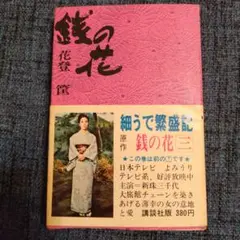 銭の花
花登筐
細うで繁盛記
原作 銭の花 三
★この巻は前の①です★
日本テレビ よみうり
テレビ系、好評放映中
主演＝新珠三千代
大旅館チェーンを築き
あげる薄幸の女の意地
と愛 講談社版 380円